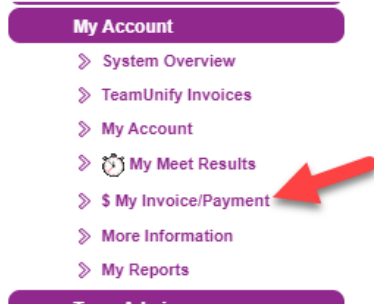 My Account
System Overview
TeamUnify Invoices
My Account
My Meet Results
$ My Invoice/Payment
More Information
My Reports